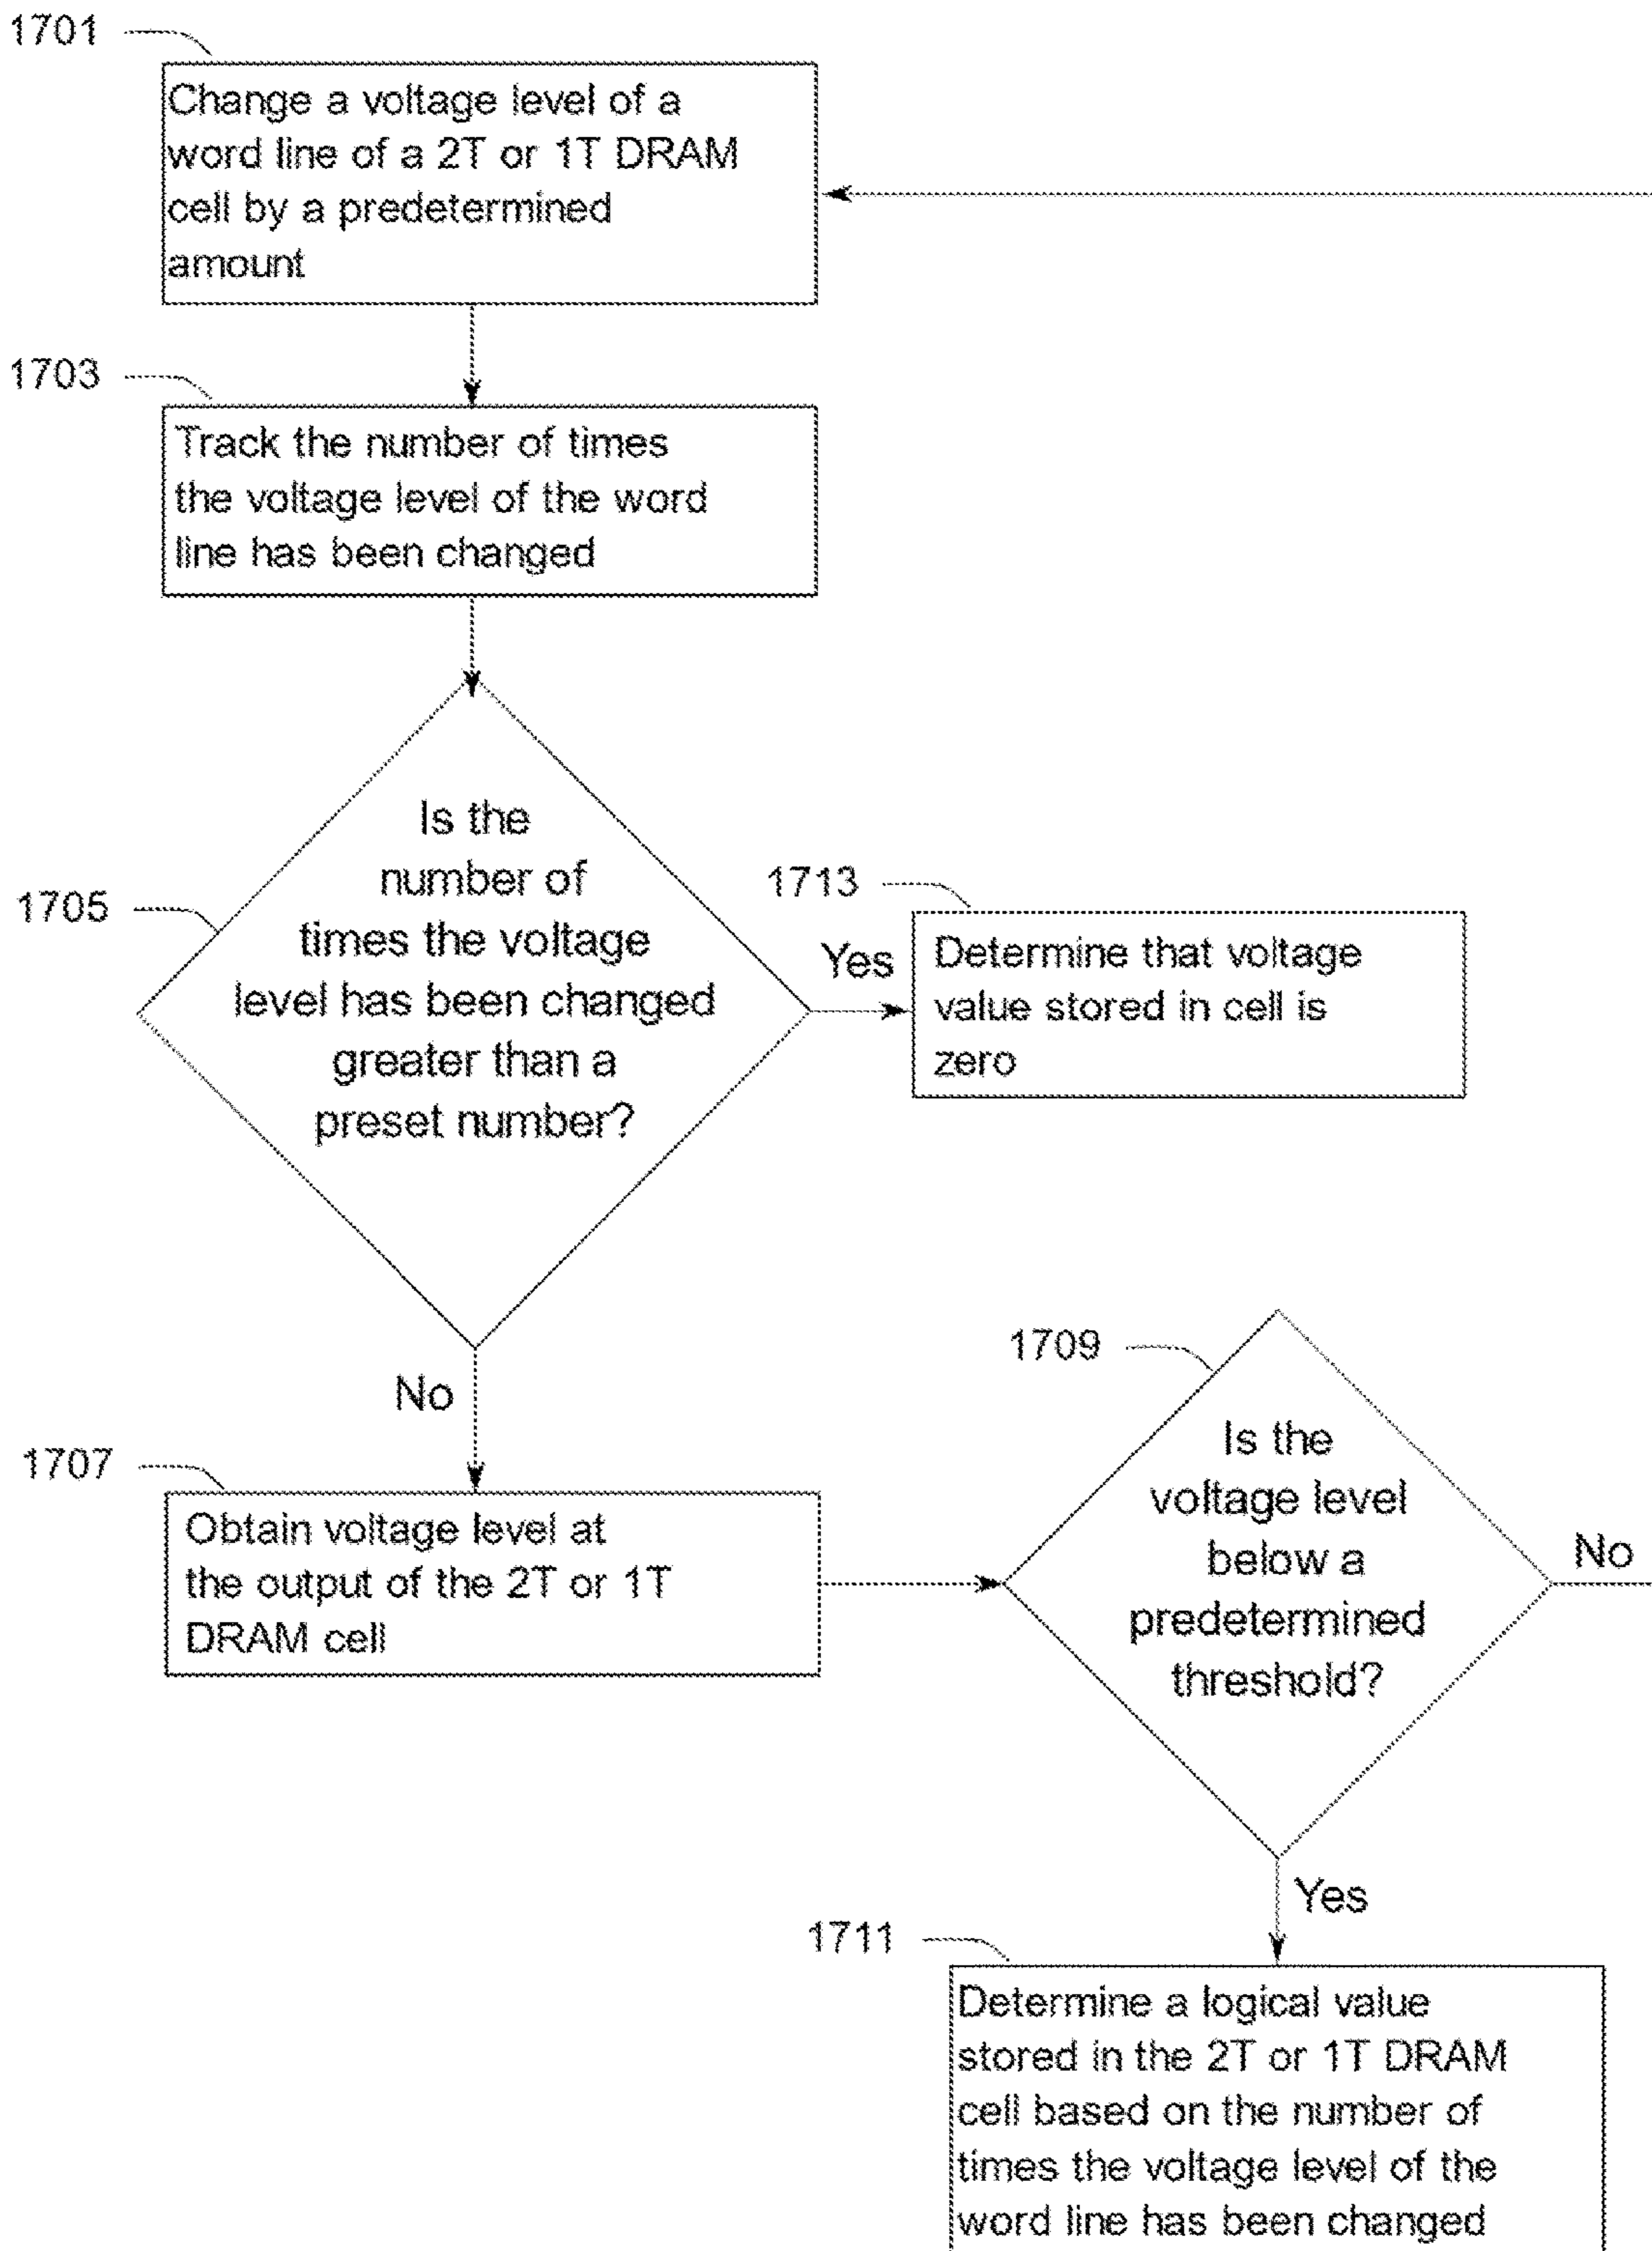 1701
Change a voltage level of a
word line of a 2T or 1T DRAM
cell by a predetermined
amount
1703
Track the number of times
the voltage level of the word
line has been changed
1705
Is the
number of
times the voltage
level has been changed
greater than a
preset number?
Yes
1713
Determine that voltage
value stored in cell is
zero
No
1707
Obtain voltage level at
the output of the 2T or 1T
DRAM cell
1709
Is the
voltage level
below a
predetermined
threshold?
No
Yes
1711
Determine a logical value
stored in the 2T or 1T DRAM
cell based on the number of
times the voltage level of the
word line has been changed